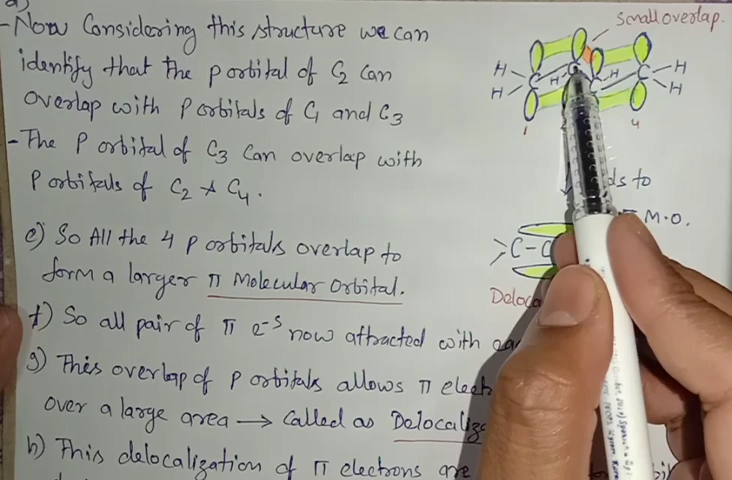 d)
- Now Considering this structure we can
identify that the p orbital of C2 can
overlap with p orbitals of C1 and C3
- The P orbital of C3 can overlap with
P orbitals of C2 & C4.
e) So All the 4 p orbitals overlap to
form a larger π Molecular Orbital.
f) So all pair of π e-s now attracted with
g) This overlap of p orbitals allows π
over a large area → Called as
h) This delocalization of π electrons are
Small overlap.
H H
H H
H H
C C C C
1 4
to
M.O.
C-C